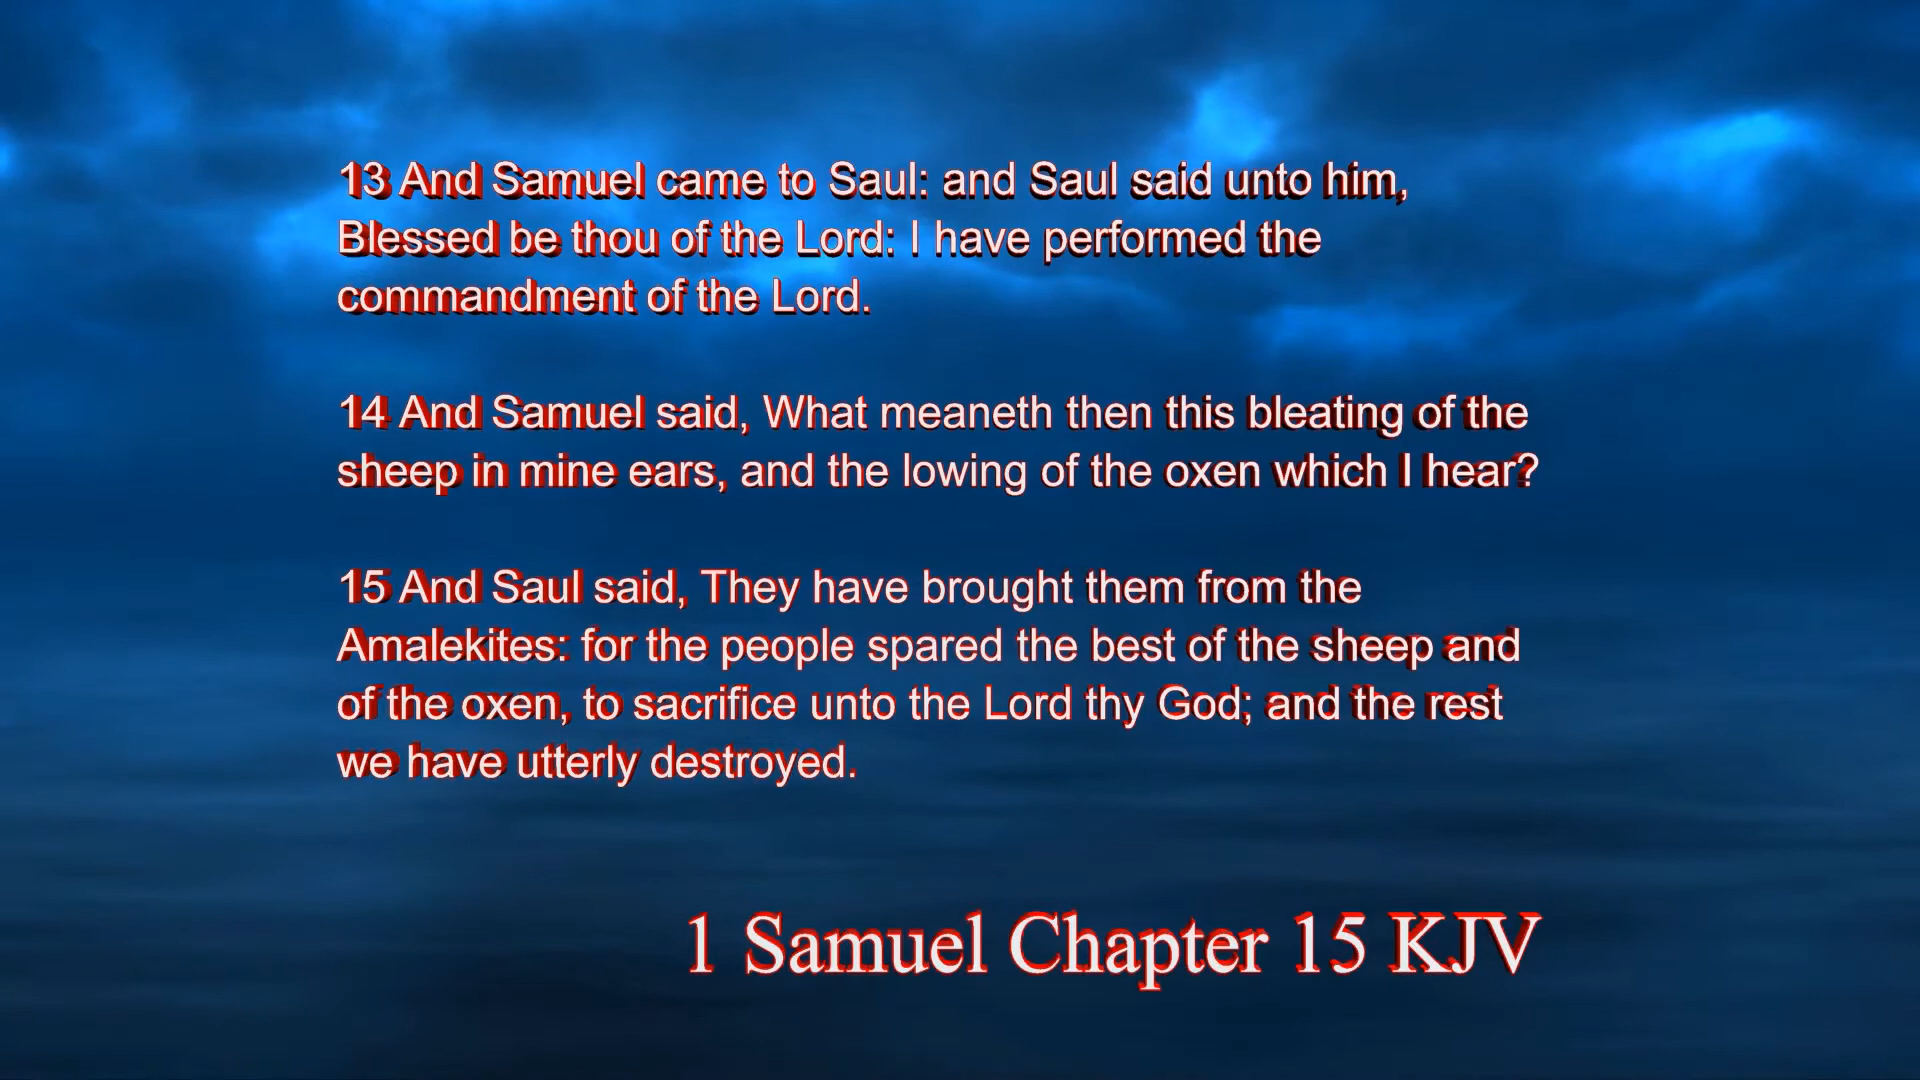 13 And Samuel came to Saul: and Saul said unto him,
Blessed be thou of the Lord: I have performed the
commandment of the Lord.
14 And Samuel said, What meaneth then this bleating of the
sheep in mine ears, and the lowing of the oxen which I hear?
15 And Saul said, They have brought them from the
Amalekites: for the people spared the best of the sheep and
of the oxen, to sacrifice unto the Lord thy God; and the rest
we have utterly destroyed.
1 Samuel Chapter 15 KJV